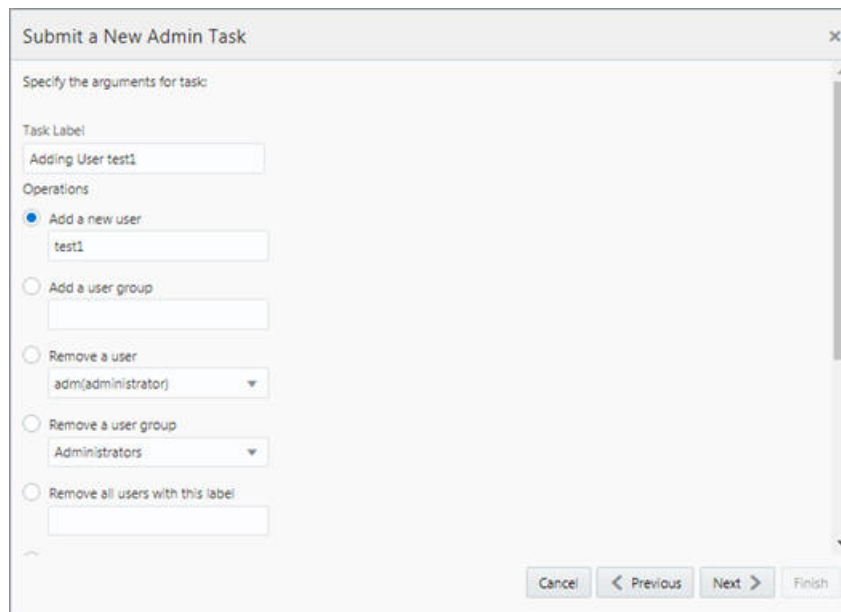 Submit a New Admin Task
Specify the arguments for task:
Task Label
Adding User test1
Operations
Add a new user
test1
Add a user group
Remove a user
adm(administrator)
Remove a user group
Administrators
Remove all users with this label
Cancel
Previous
Next
Finish